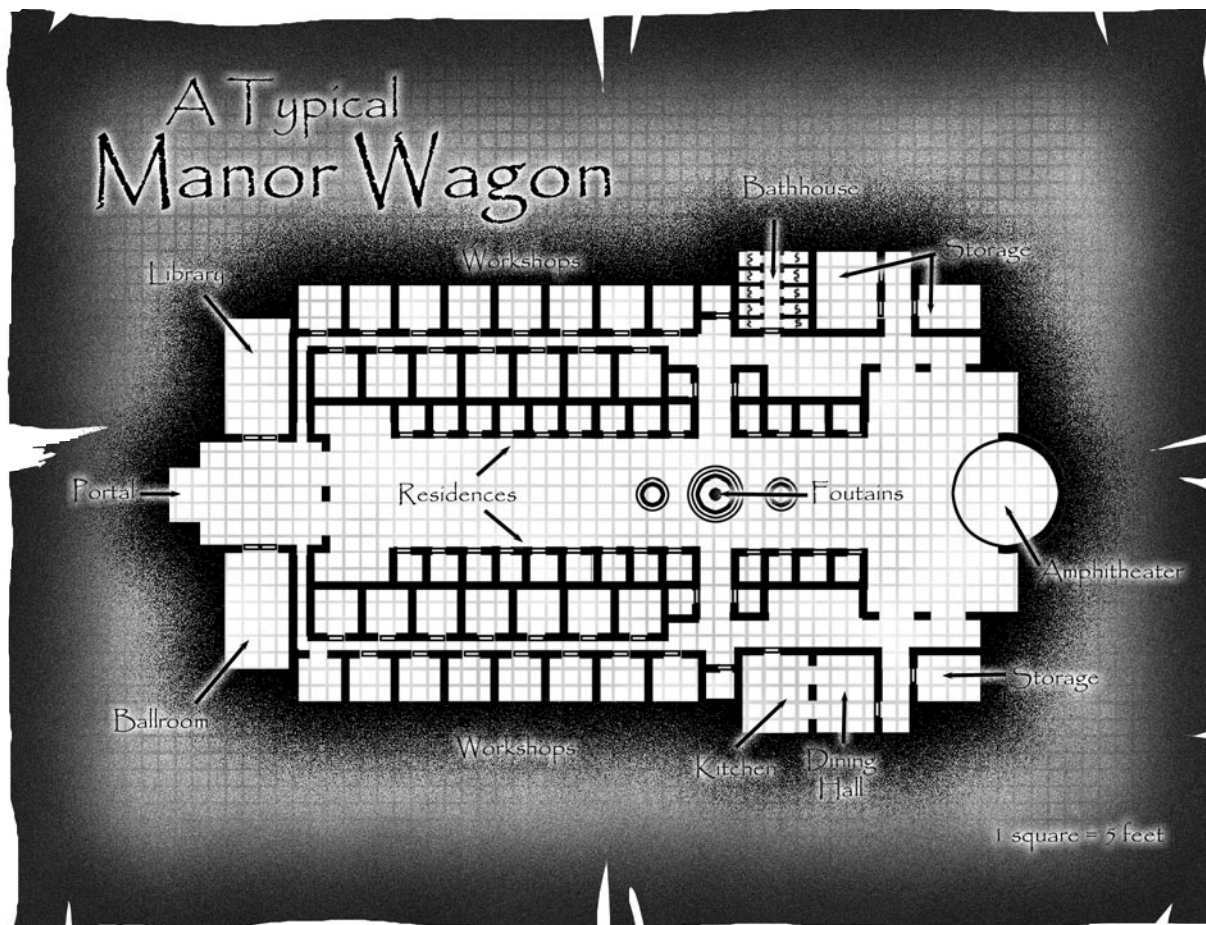 A Typical
Manor Wagon
Bathhouse
Workshops
Storage
Library
Portal
Residences
Foutains
Amphitheater
Ballroom
Storage
Workshops
Kitchen
Dining
Hall
1 square = 5 feet